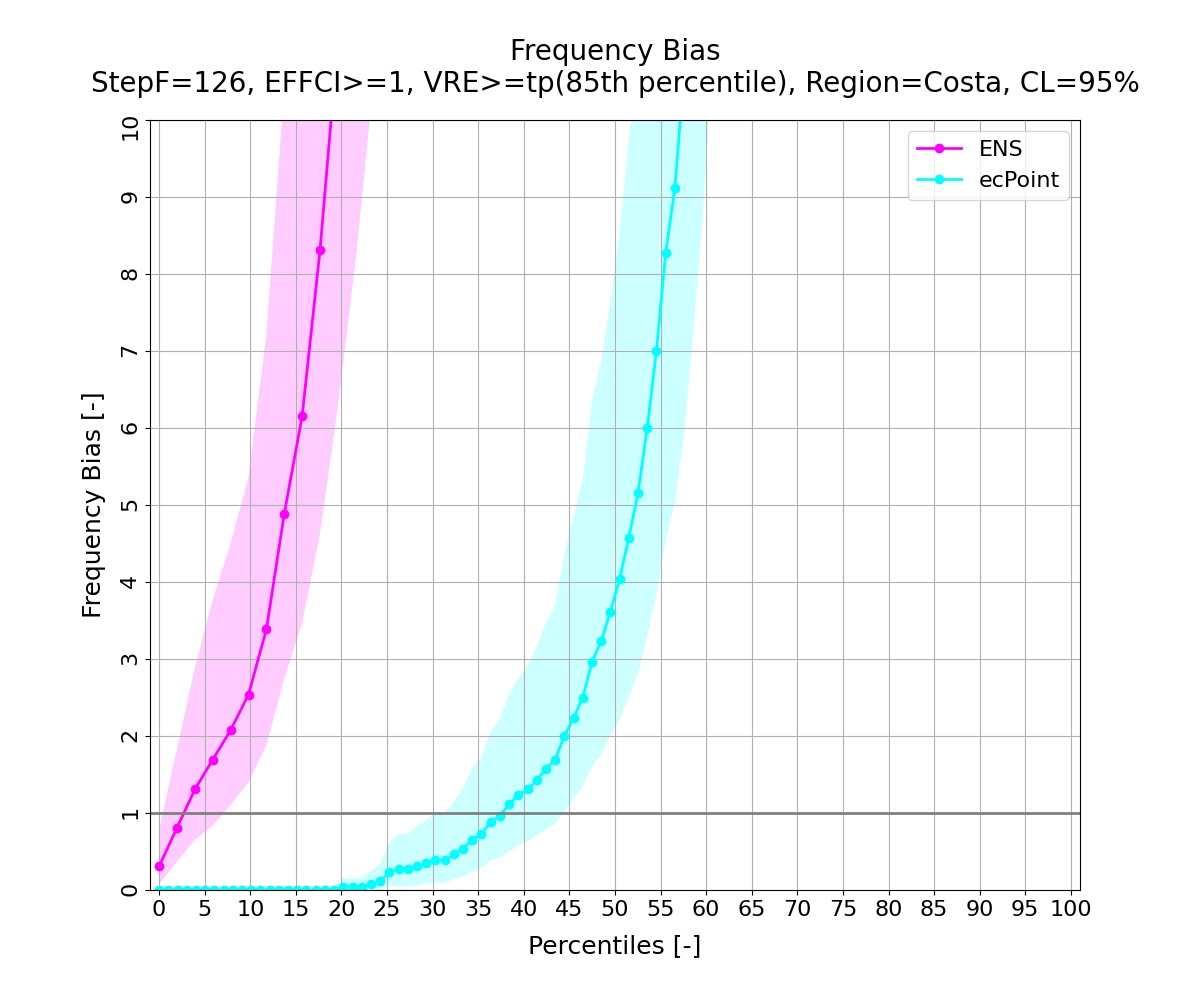 Frequency Bias
StepF=126, EFFCI>=1, VRE>=tp(85th percentile), Region=Costa, CL=95%
ENS
ecPoint
Frequency Bias [-]
10
9
8
7
6
5
4
3
2
1
0
0 5 10 15 20 25 30 35 40 45 50 55 60 65 70 75 80 85 90 95 100
Percentiles [-]